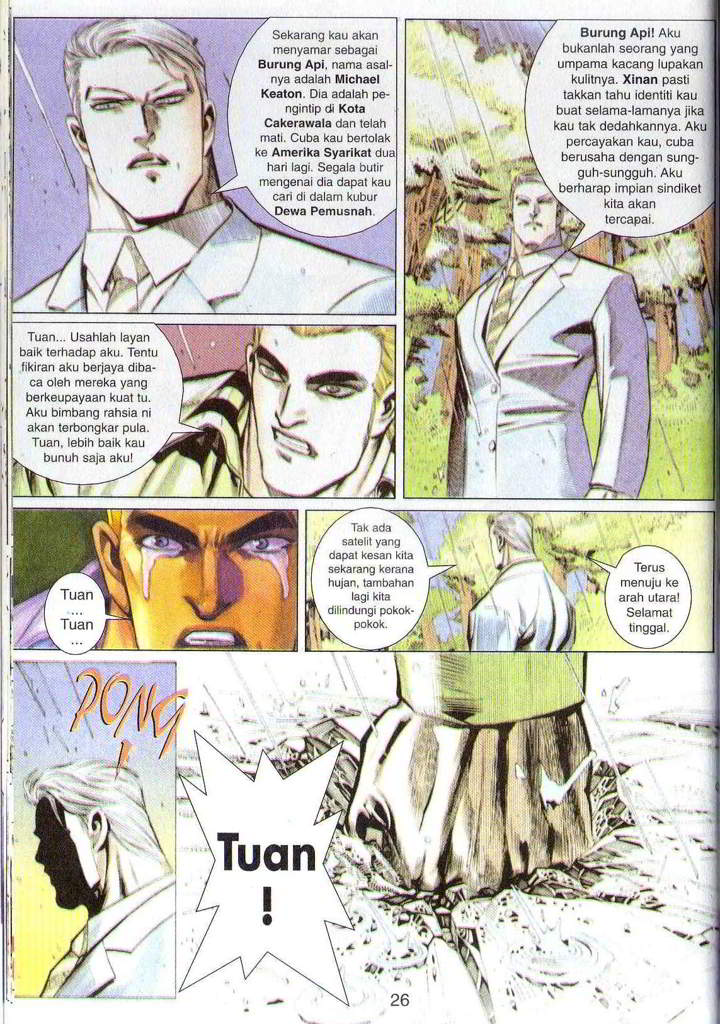 Sekarang kau akan
menyamar sebagai
Burung Api, nama asal-
nya adalah Michael
Keaton. Dia adalah pe-
ngintip di Kota
Cakerawala dan telah
mati. Cuba kau bertolak
ke Amerika Syarikat dua
hari lagi. Segala butir
mengenai dia dapat kau
cari di dalam kubur
Dewa Pemusnah.
Burung Api! Aku
bukanlah seorang yang
umpama kacang lupakan
kulitnya. Xinan pasti
takkan tahu identiti kau
buat selama-lamanya jika
kau tak dedahkannya. Aku
percayakan kau, cuba
berusaha dengan sung-
guh-sungguh. Aku
berharap impian sindiket
kita akan
tercapai.
Tuan... Usahlah layan
baik terhadap aku. Tentu
fikiran aku berjaya diba-
ca oleh mereka yang
berkeupayaan kuat tu.
Aku bimbang rahsia ni
akan terbongkar pula.
Tuan, lebih baik kau
bunuh saja aku!
Tuan
...
Tuan
...
Tak ada
satelit yang
dapat kesan kita
sekarang kerana
hujan, tambahan
lagi kita
dilindungi pokok-
pokok.
Terus
menuju ke
arah utara!
Selamat
tinggal.
PONG
!
Tuan
!
26